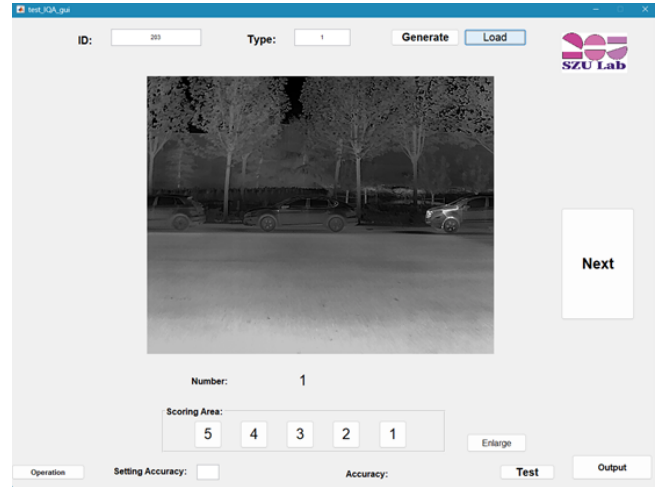 test_IQA_gui
ID: 203 Type: 1 Generate Load
SZU Lab
Next
Number: 1
Scoring Area:
5 4 3 2 1
Enlarge
Operation Setting Accuracy: Accuracy: Test Output